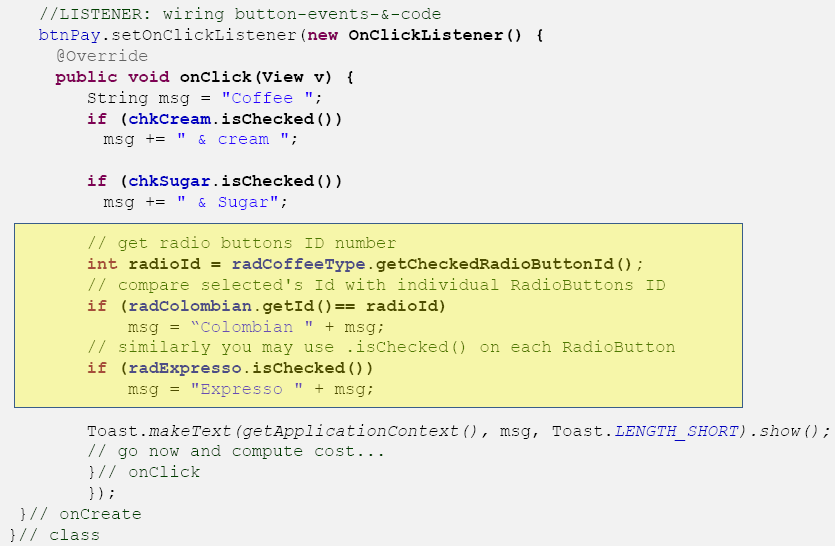 //LISTENER: wiring button-events-&-code
btnPay.setOnClickListener(new OnClickListener() {
@Override
public void onClick(View v) {
String msg = "Coffee ";
if (chkCream.isChecked())
msg += " & cream ";
if (chkSugar.isChecked())
msg += " & Sugar";
// get radio buttons ID number
int radioId = radCoffeeType.getCheckedRadioButtonId();
// compare selected's Id with individual RadioButtons ID
if (radColombian.getId()== radioId)
msg = “Colombian " + msg;
// similarly you may use .isChecked() on each RadioButton
if (radExpresso.isChecked())
msg = "Expresso " + msg;
Toast.makeText(getApplicationContext(), msg, Toast.LENGTH_SHORT).show();
// go now and compute cost...
}// onClick
});
}// onCreate
}// class